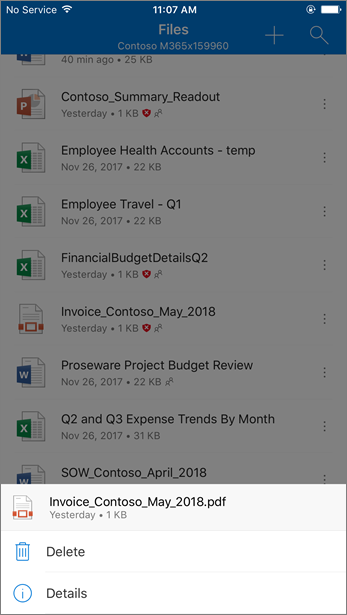 No Service 11:07 AM
Files
Contoso M365x159960
40 min ago • 25 KB
Contoso_Summary_Readout
Yesterday • 1 KB
Employee Health Accounts - temp
Nov 26, 2017 • 22 KB
Employee Travel - Q1
Nov 26, 2017 • 22 KB
FinancialBudgetDetailsQ2
Yesterday • 1 KB
Invoice_Contoso_May_2018
Yesterday • 1 KB
Proseware Project Budget Review
Nov 26, 2017 • 22 KB
Q2 and Q3 Expense Trends By Month
Nov 26, 2017 • 31 KB
SOW_Contoso_April_2018
Invoice_Contoso_May_2018.pdf
Yesterday • 1 KB
Delete
Details